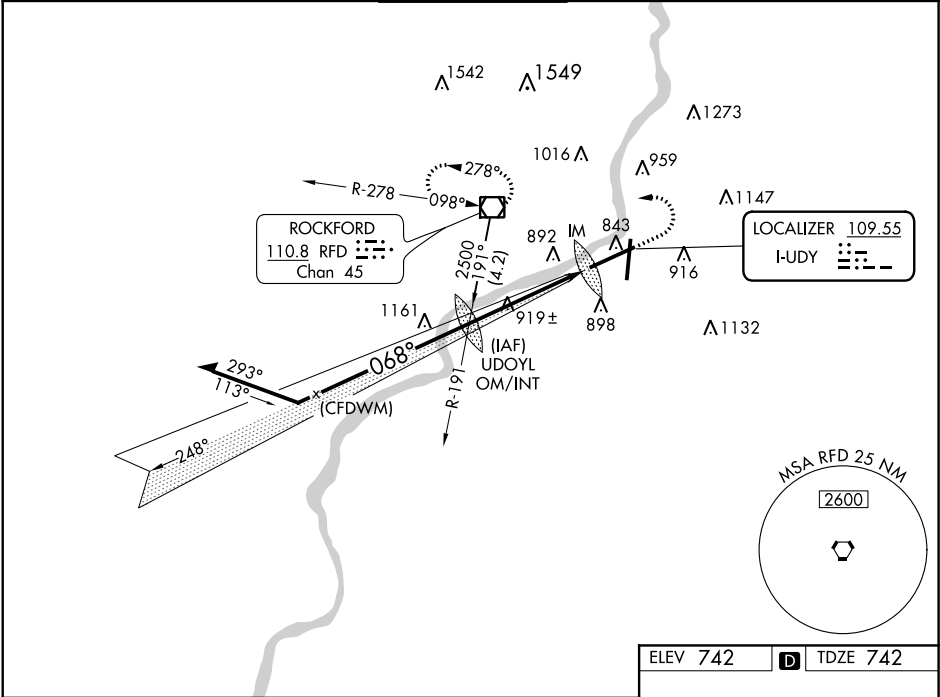 1542
1549
1273
1016
959
278°
R-278
098°
1147
ROCKFORD
110.8 RFD
Chan 45
LOCALIZER 109.55
I-UDY
IM
843
892
916
2500
191°
(4.2)
1161
919±
898
1132
(IAF)
UDOYL
OM/INT
068°
293°
113°
(CFDWM)
R-191
248°
MSA RFD 25 NM
2600
ELEV 742 D TDZE 742